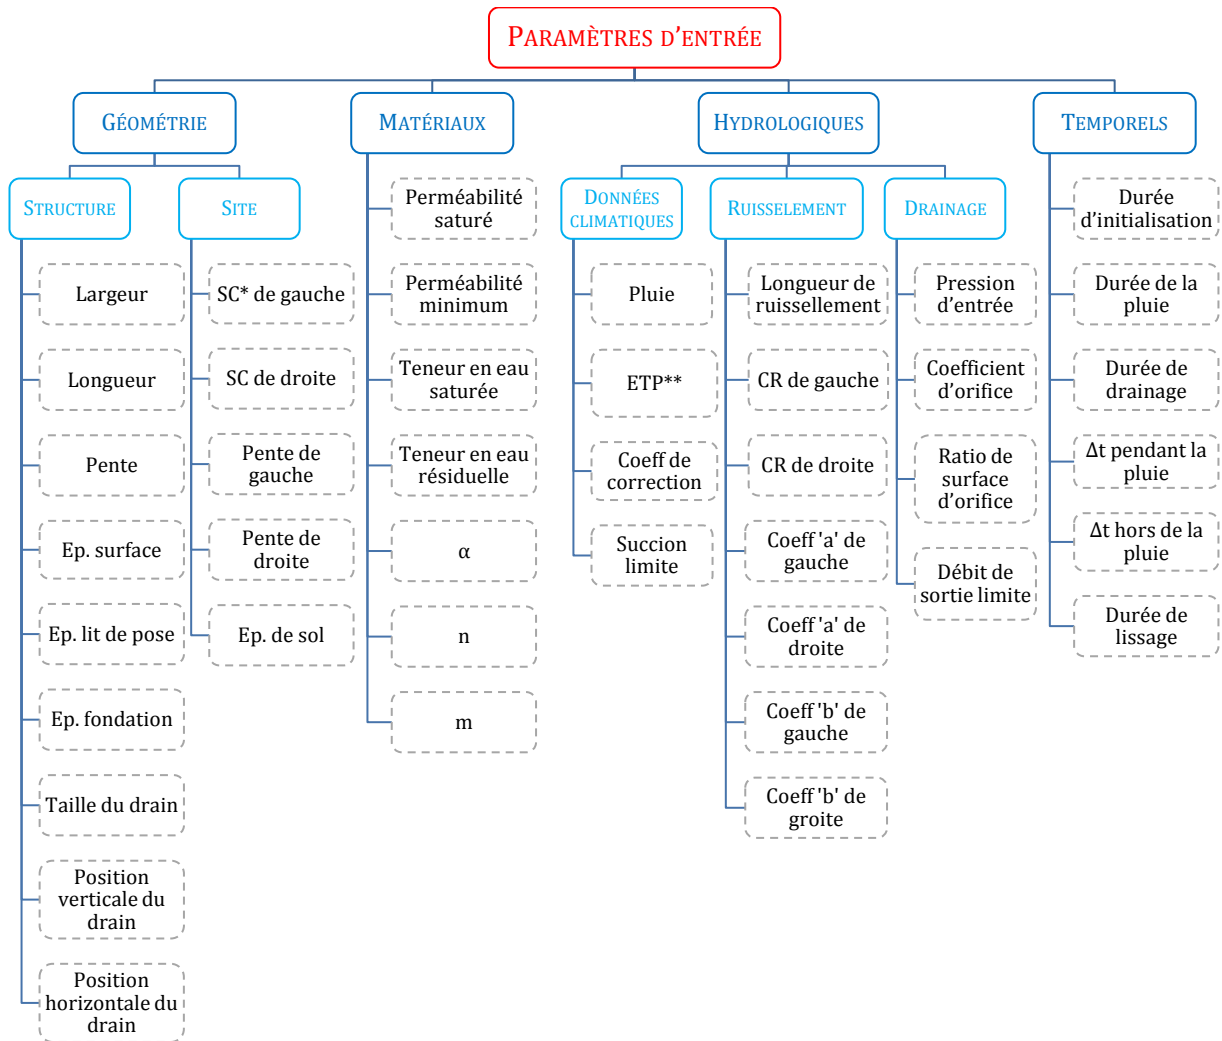 PARAMÈTRES D'ENTRÉE
GÉOMÉTRIE
MATÉRIAUX
HYDROLOGIQUES
TEMPORELS
STRUCTURE
SITE
DONNÉES
CLIMATIQUES
RUISSELEMENT
DRAINAGE
Largeur
Longueur
Pente
Ep. surface
Ep. lit de pose
Ep. fondation
Taille du drain
Position
verticale du
drain
Position
horizontale du
drain
SC* de gauche
SC de droite
Pente de
gauche
Pente de
droite
Ep. de sol
Perméabilité
saturé
Perméabilité
minimum
Teneur en eau
saturée
Teneur en eau
résiduelle
α
n
m
Pluie
ETP**
Coeff de
correction
Succion
limite
Longueur de
ruissellement
CR de gauche
CR de droite
Coeff 'a' de
gauche
Coeff 'a' de
droite
Coeff 'b' de
gauche
Coeff 'b' de
groite
Pression
d'entrée
Coefficient
d'orifice
Ratio de
surface
d'orifice
Débit de
sortie limite
Durée
d'initialisation
Durée de la
pluie
Durée de
drainage
Δt pendant la
pluie
Δt hors de la
pluie
Durée de
lissage